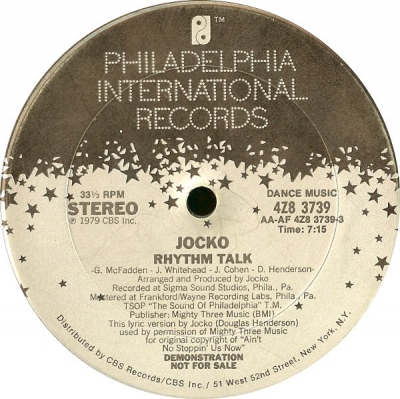 TM
PHILADELPHIA
INTERNATIONAL
RECORDS
33⅓ RPM
STEREO
℗ 1979 CBS Inc.
DANCE MUSIC
4Z8 3739
AA-AF 4Z8 3739-3
Time: 7:15
JOCKO
RHYTHM TALK
-G. McFadden - J. Whitehead - J. Cohen - D. Henderson-
Arranged and Produced by Jocko
Recorded at Sigma Sound Studios, Phila., Pa.
Mastered at Frankford/Wayne Recording Labs, Phila., Pa.
TSOP "The Sound Of Philadelphia" T.M.
Publisher: Mighty Three Music (BMI)
This lyric version by Jocko (Douglas Henderson)
used by permission of Mighty Three Music
for original copyright of "Ain't
No Stoppin' Us Now"
DEMONSTRATION
NOT FOR SALE
Distributed by CBS Records/CBS Inc./ 51 West 52nd Street, New York, N.Y.